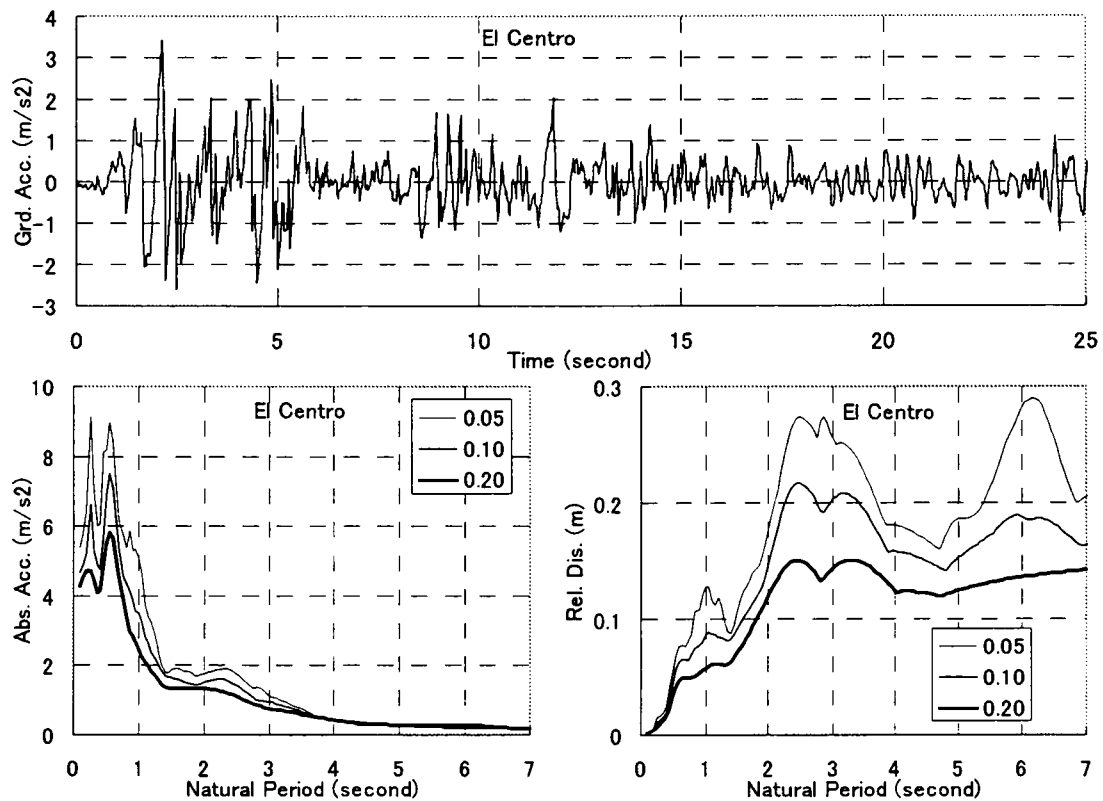 El Centro
Grd. Acc. (m/s2)
4
3
2
1
0
-1
-2
-3
0 5 10 15 20 25
Time (second)
El Centro
Abs. Acc. (m/s2)
10
8
6
4
2
0
0.05
0.10
0.20
0 1 2 3 4 5 6 7
Natural Period (second)
El Centro
Rel. Dis. (m)
0.3
0.2
0.1
0
0.05
0.10
0.20
0 1 2 3 4 5 6 7
Natural Period (second)